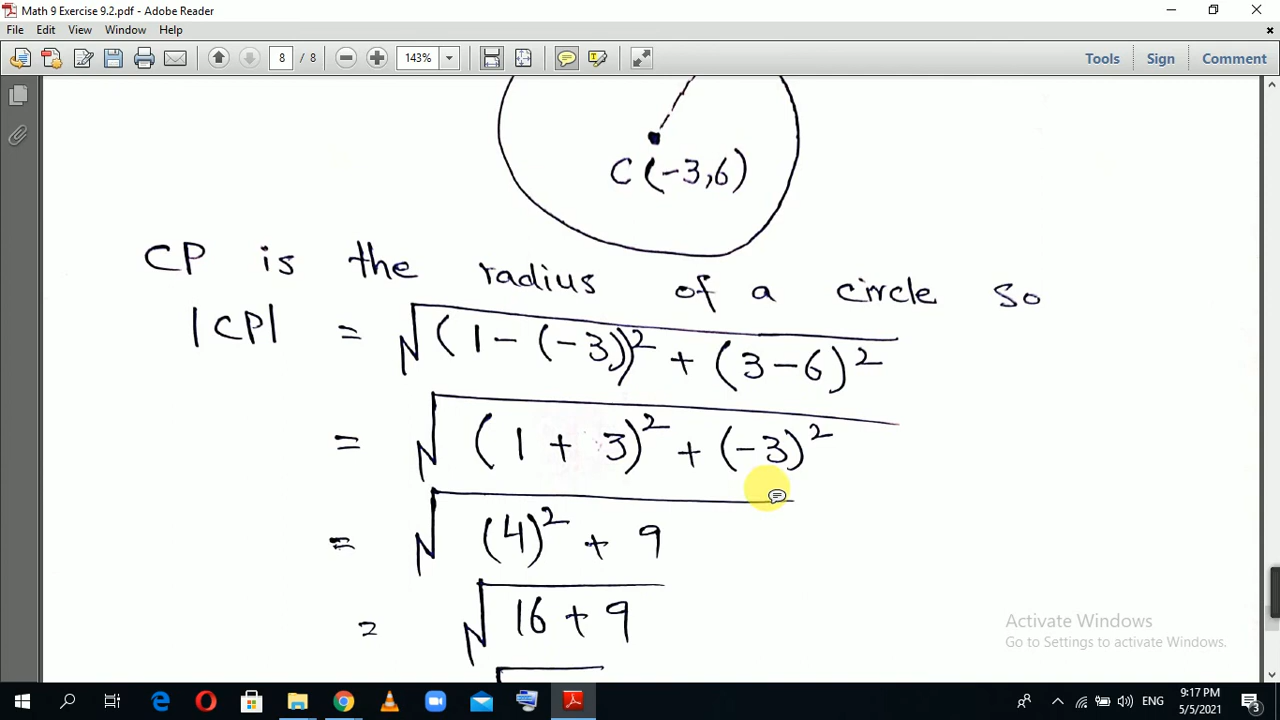 Math 9 Exercise 9.2.pdf - Adobe Reader
File Edit View Window Help
8 / 8 143% Tools Sign Comment
C(-3,6)
CP is the radius of a circle so
|CP| = √(1-(-3))² + (3-6)²
= √(1 + 3)² + (-3)²
= √(4)² + 9
= √16 + 9
Activate Windows
Go to Settings to activate Windows.
ENG
9:17 PM
5/5/2021
3